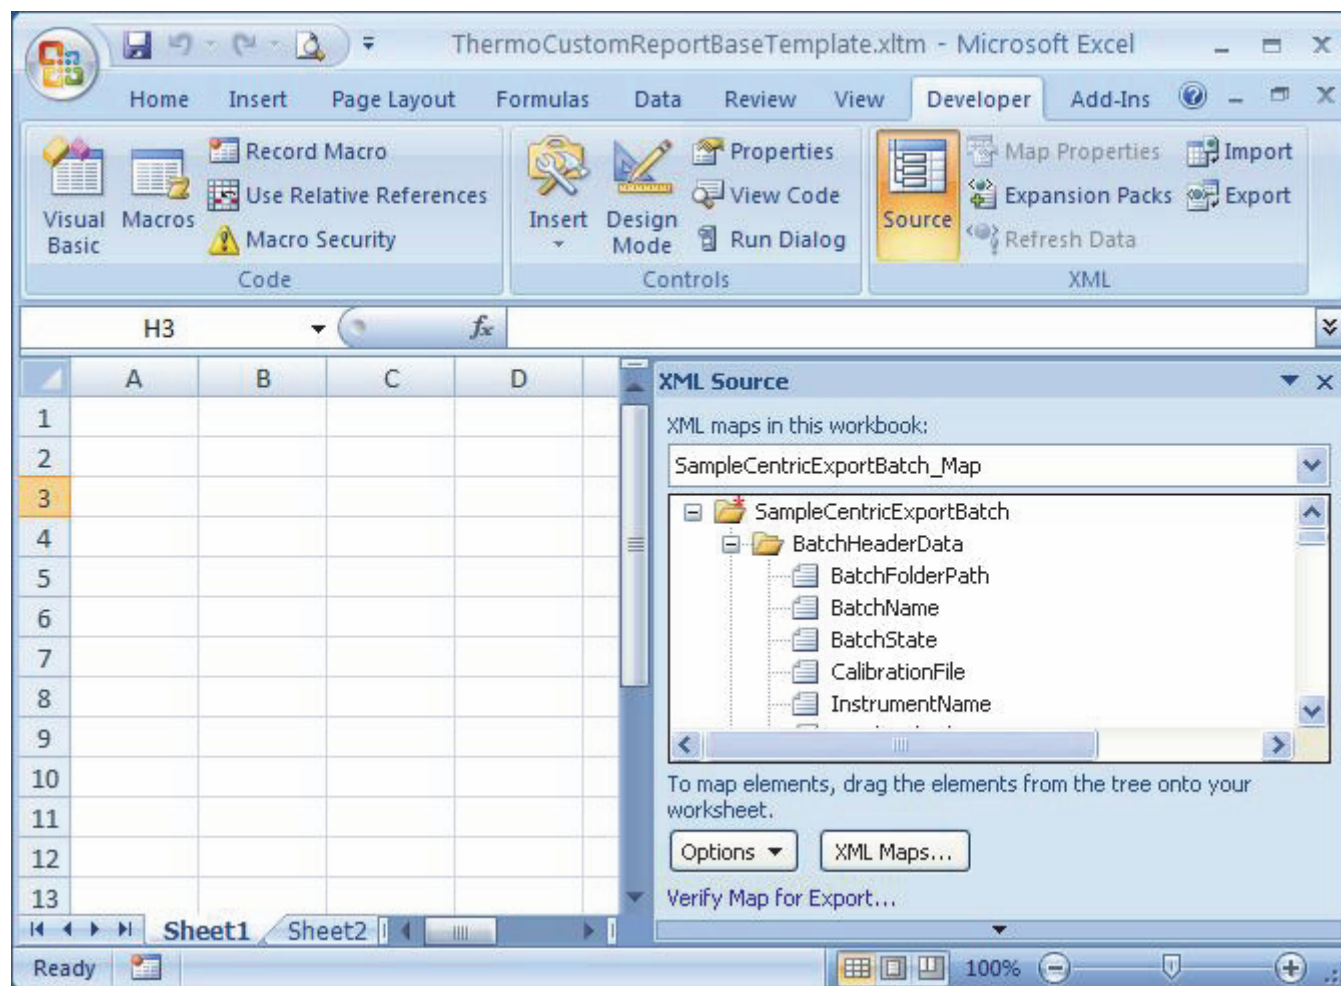 ThermoCustomReportBaseTemplate.xltm - Microsoft Excel
Home Insert Page Layout Formulas Data Review View Developer Add-Ins
Visual Basic
Macros
Record Macro
Use Relative References
Macro Security
Code
Insert
Design Mode
Properties
View Code
Run Dialog
Controls
Source
Map Properties
Expansion Packs
Refresh Data
Import
Export
XML
H3 fx
A B C D
1
2
3
4
5
6
7
8
9
10
11
12
13
XML Source
XML maps in this workbook:
SampleCentricExportBatch_Map
SampleCentricExportBatch
BatchHeaderData
BatchFolderPath
BatchName
BatchState
CalibrationFile
InstrumentName
To map elements, drag the elements from the tree onto your
worksheet.
Options XML Maps...
Verify Map for Export...
Sheet1 Sheet2
Ready 100%